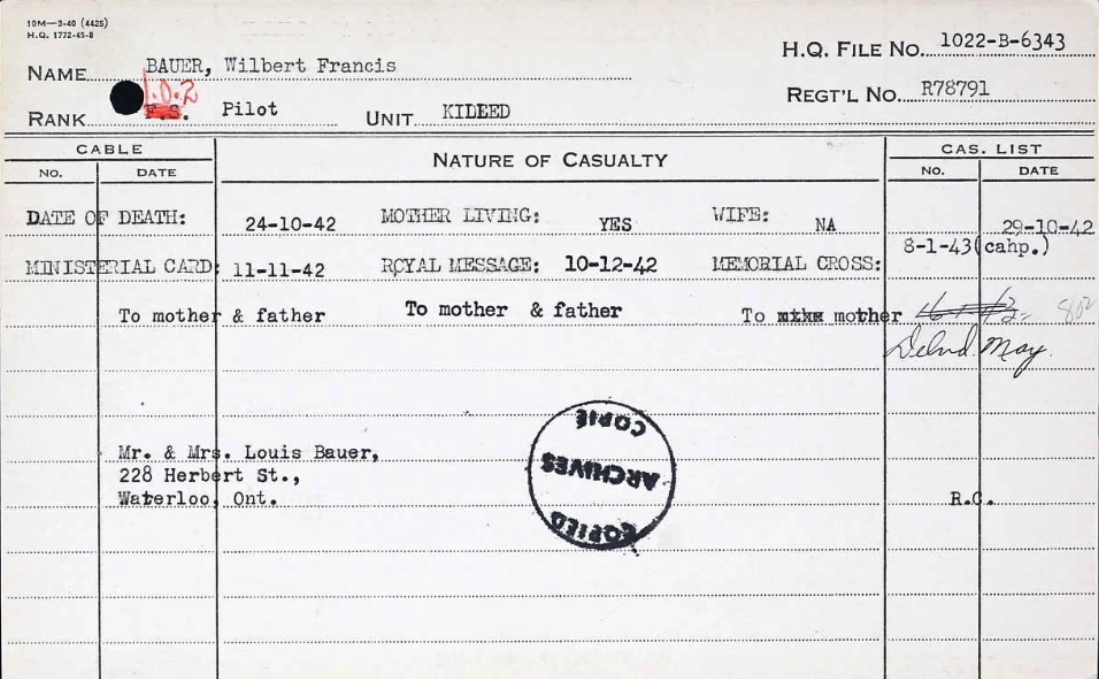 10M—3-40 (4425)
H.Q. 1772-45-8
H.Q. FILE NO. 1022-B-6343
NAME BAUER, Wilbert Francis
REGT'L NO. R78791
RANK F.S. Pilot UNIT KILLED
CABLE NATURE OF CASUALTY CAS. LIST
NO. DATE NO. DATE
DATE OF DEATH: 24-10-42 MOTHER LIVING: YES WIFE: NA 29-10-42
8-1-43(cahp.)
MINISTERIAL CARD: 11-11-42 ROYAL MESSAGE: 10-12-42 MEMORIAL CROSS:
To mother & father To mother & father To mother 802
May
COPIE
ARCHIVES
COPIED
Mr. & Mrs. Louis Bauer,
228 Herbert St.,
Waterloo, Ont. R.C.